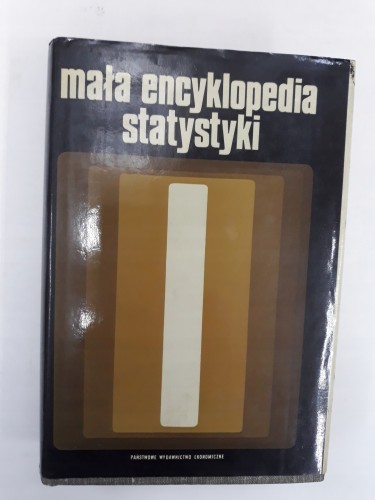 mała encyklopedia
statystyki
PAŃSTWOWE WYDAWNICTWO EKONOMICZNE